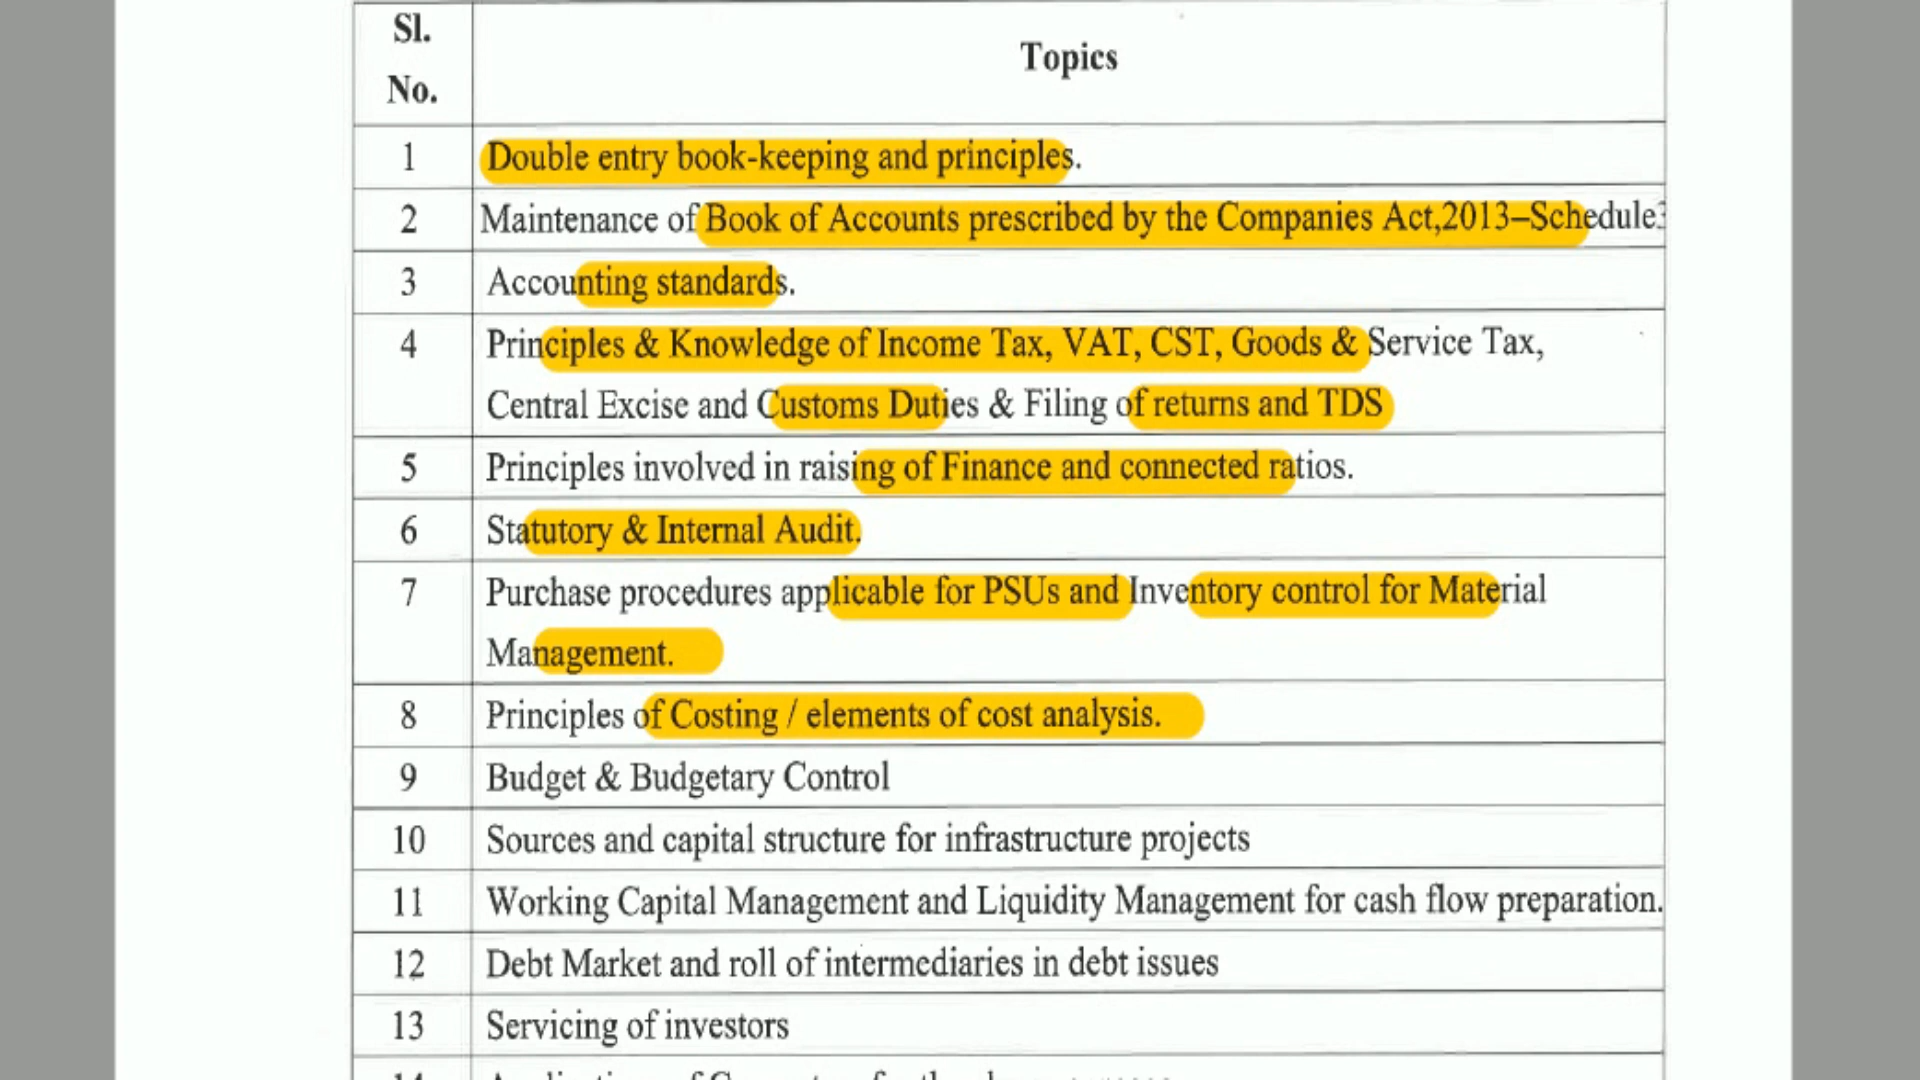 Sl.
No.
Topics
1 Double entry book-keeping and principles.
2 Maintenance of Book of Accounts prescribed by the Companies Act,2013–Schedule3
3 Accounting standards.
4 Principles & Knowledge of Income Tax, VAT, CST, Goods & Service Tax,
Central Excise and Customs Duties & Filing of returns and TDS
5 Principles involved in raising of Finance and connected ratios.
6 Statutory & Internal Audit.
7 Purchase procedures applicable for PSUs and Inventory control for Material
Management.
8 Principles of Costing / elements of cost analysis.
9 Budget & Budgetary Control
10 Sources and capital structure for infrastructure projects
11 Working Capital Management and Liquidity Management for cash flow preparation.
12 Debt Market and roll of intermediaries in debt issues
13 Servicing of investors